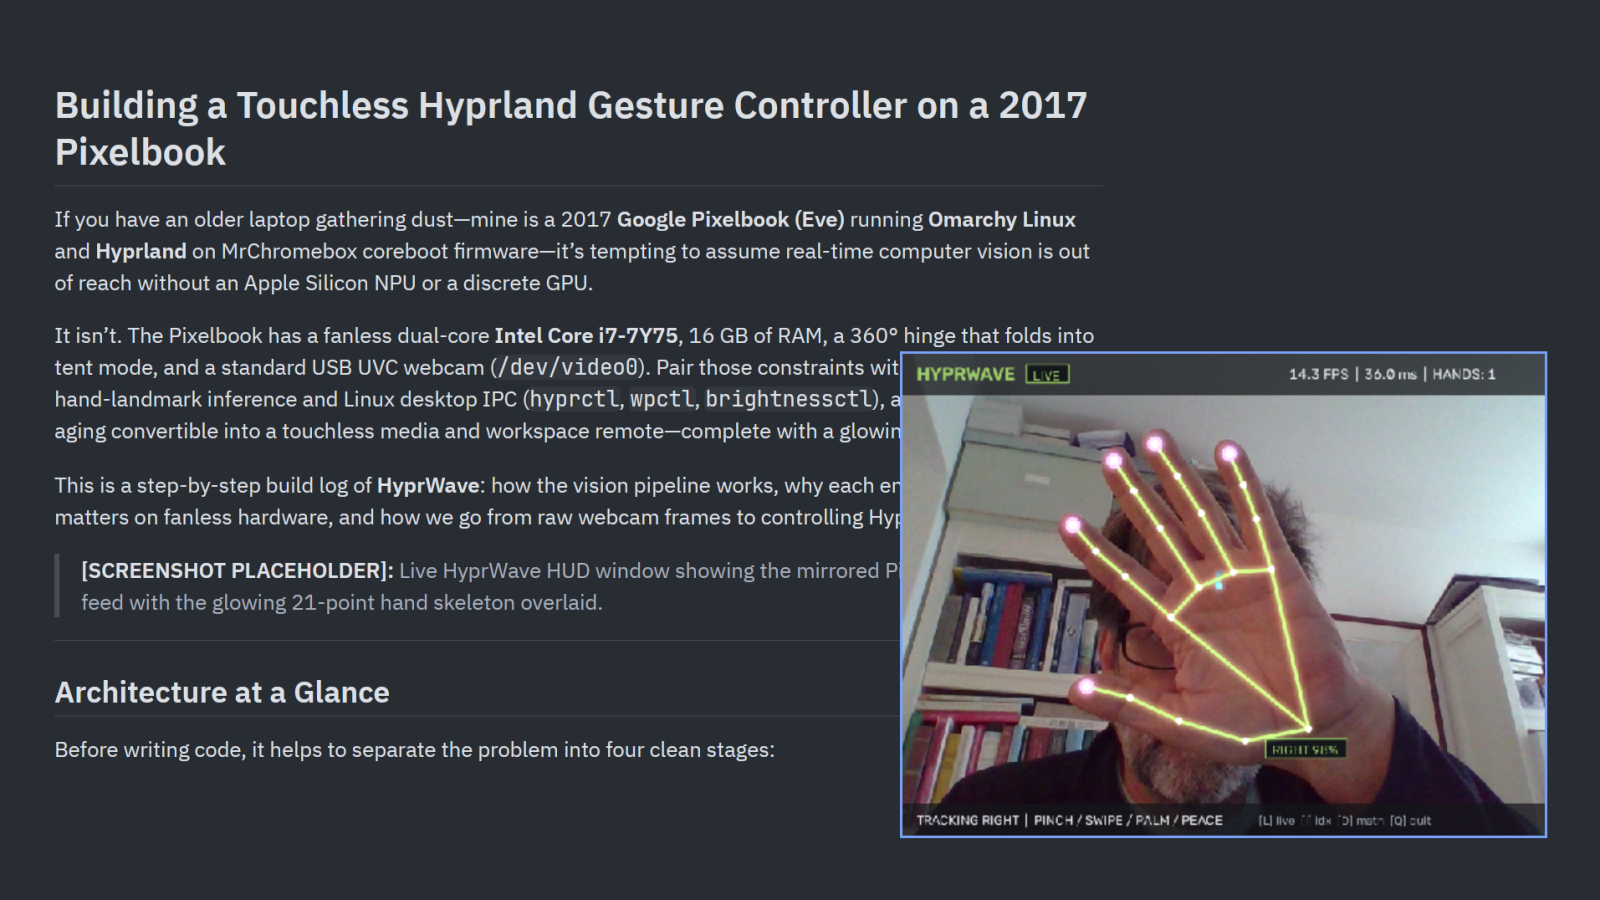 Building a Touchless Hyprland Gesture Controller on a 2017
Pixelbook
If you have an older laptop gathering dust—mine is a 2017 Google Pixelbook (Eve) running Omarchy Linux
and Hyprland on MrChromebox coreboot firmware—it’s tempting to assume real-time computer vision is out
of reach without an Apple Silicon NPU or a discrete GPU.
It isn’t. The Pixelbook has a fanless dual-core Intel Core i7-7Y75, 16 GB of RAM, a 360° hinge that folds into
tent mode, and a standard USB UVC webcam (/dev/video0). Pair those constraints wit
hand-landmark inference and Linux desktop IPC (hyprctl, wpctl, brightnessctl), a
aging convertible into a touchless media and workspace remote—complete with a glowin
This is a step-by-step build log of HyprWave: how the vision pipeline works, why each en
matters on fanless hardware, and how we go from raw webcam frames to controlling Hyp
[SCREENSHOT PLACEHOLDER]: Live HyprWave HUD window showing the mirrored Pi
feed with the glowing 21-point hand skeleton overlaid.
Architecture at a Glance
Before writing code, it helps to separate the problem into four clean stages:
HYPRWAVE LIVE
14.3 FPS | 36.0 ms | HANDS: 1
RIGHT 98%
TRACKING RIGHT | PINCH / SWIPE / PALM / PEACE
[L] live idx math [Q] quit